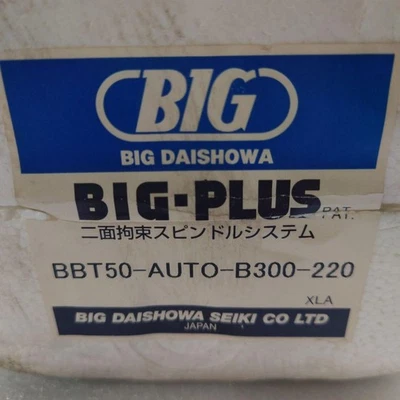 BIG
BIG DAISHOWA
BIG-PLUS
PAT.
二面拘束スピンドルシステム
BBT50-AUTO-B300-220
XLA
BIG DAISHOWA SEIKI CO LTD
JAPAN